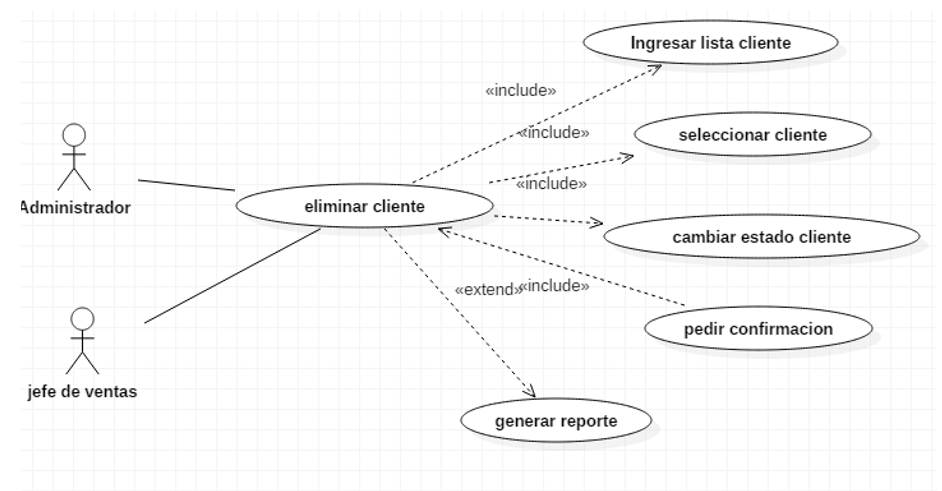 Ingresar lista cliente
«include»
«include»
seleccionar cliente
«include»
Administrador
eliminar cliente
cambiar estado cliente
«extend»
«include»
pedir confirmacion
jefe de ventas
generar reporte